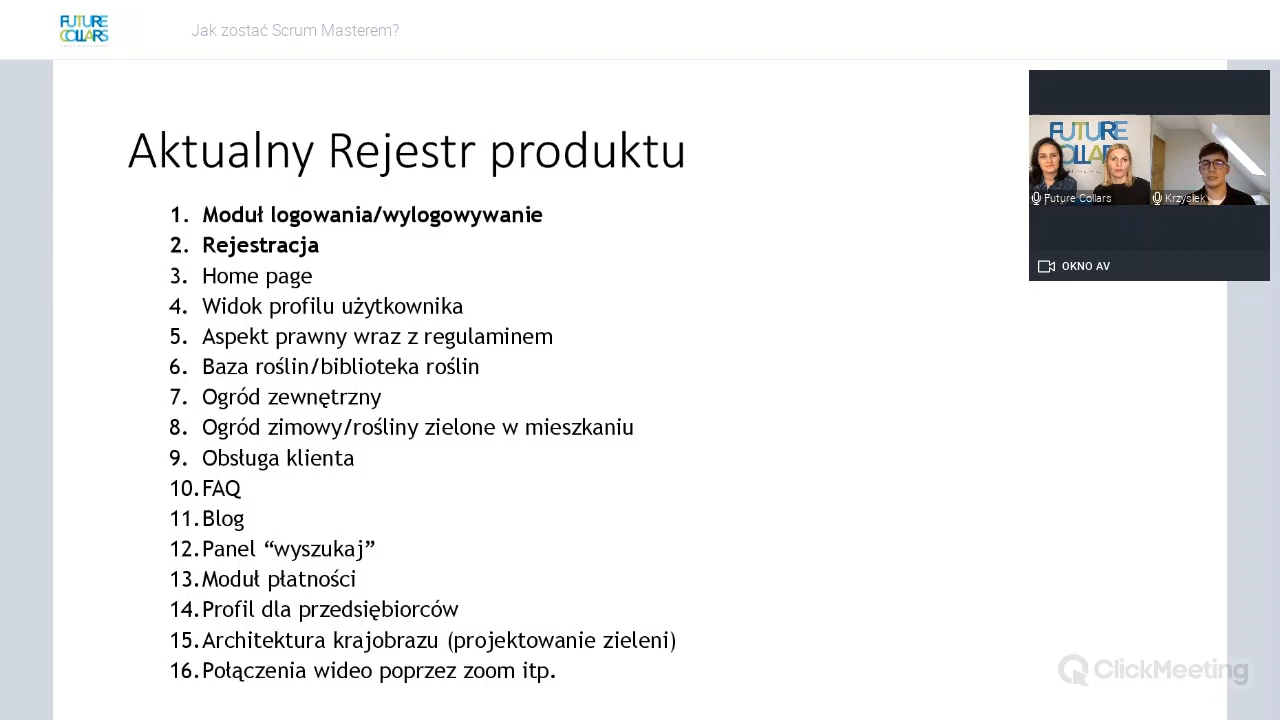 FUTURE
COLLARS
Jak zostać Scrum Masterem?
Aktualny Rejestr produktu
1. Moduł logowania/wylogowywanie
2. Rejestracja
3. Home page
4. Widok profilu użytkownika
5. Aspekt prawny wraz z regulaminem
6. Baza roślin/biblioteka roślin
7. Ogród zewnętrzny
8. Ogród zimowy/rośliny zielone w mieszkaniu
9. Obsługa klienta
10. FAQ
11. Blog
12. Panel “wyszukaj”
13. Moduł płatności
14. Profil dla przedsiębiorców
15. Architektura krajobrazu (projektowanie zieleni)
16. Połączenia wideo poprzez zoom itp.
FUTURE
COLLARS
Future Collars
Krzysiek
OKNO AV
ClickMeeting